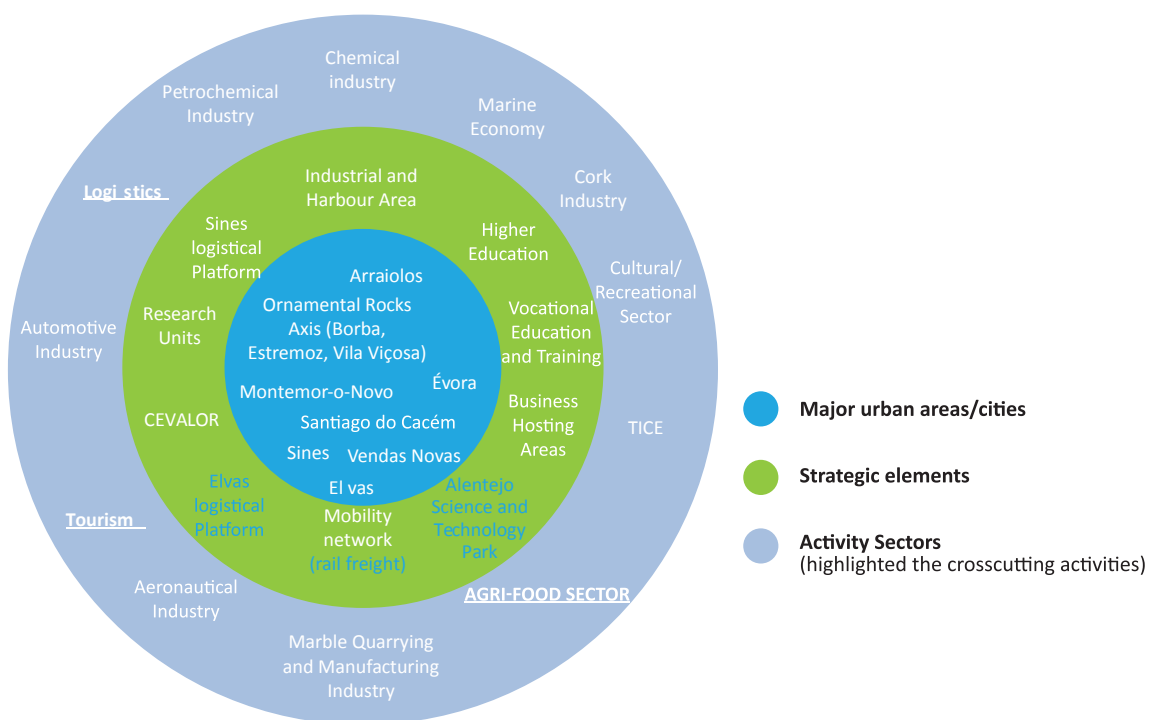 Chemical
industry
Petrochemical
Industry
Marine
Economy
Logi stics
Cork
Industry
Industrial and
Harbour Area
Sines
logistical
Platform
Higher
Education
Cultural/
Recreational
Sector
Arraiolos
Ornamental Rocks
Axis (Borba,
Estremoz, Vila Viçosa)
Research
Units
Vocational
Education
and Training
Automotive
Industry
Montemor-o-Novo
Évora
Santiago do Cacém
Sines
Vendas Novas
El vas
CEVALOR
Business
Hosting
Areas
TICE
Elvas
logistical
Platform
Mobility
network
(rail freight)
Alentejo
Science and
Technology
Park
Tourism
Aeronautical
Industry
AGRI-FOOD SECTOR
Marble Quarrying
and Manufacturing
Industry
Major urban areas/cities
Strategic elements
Activity Sectors
(highlighted the crosscutting activities)